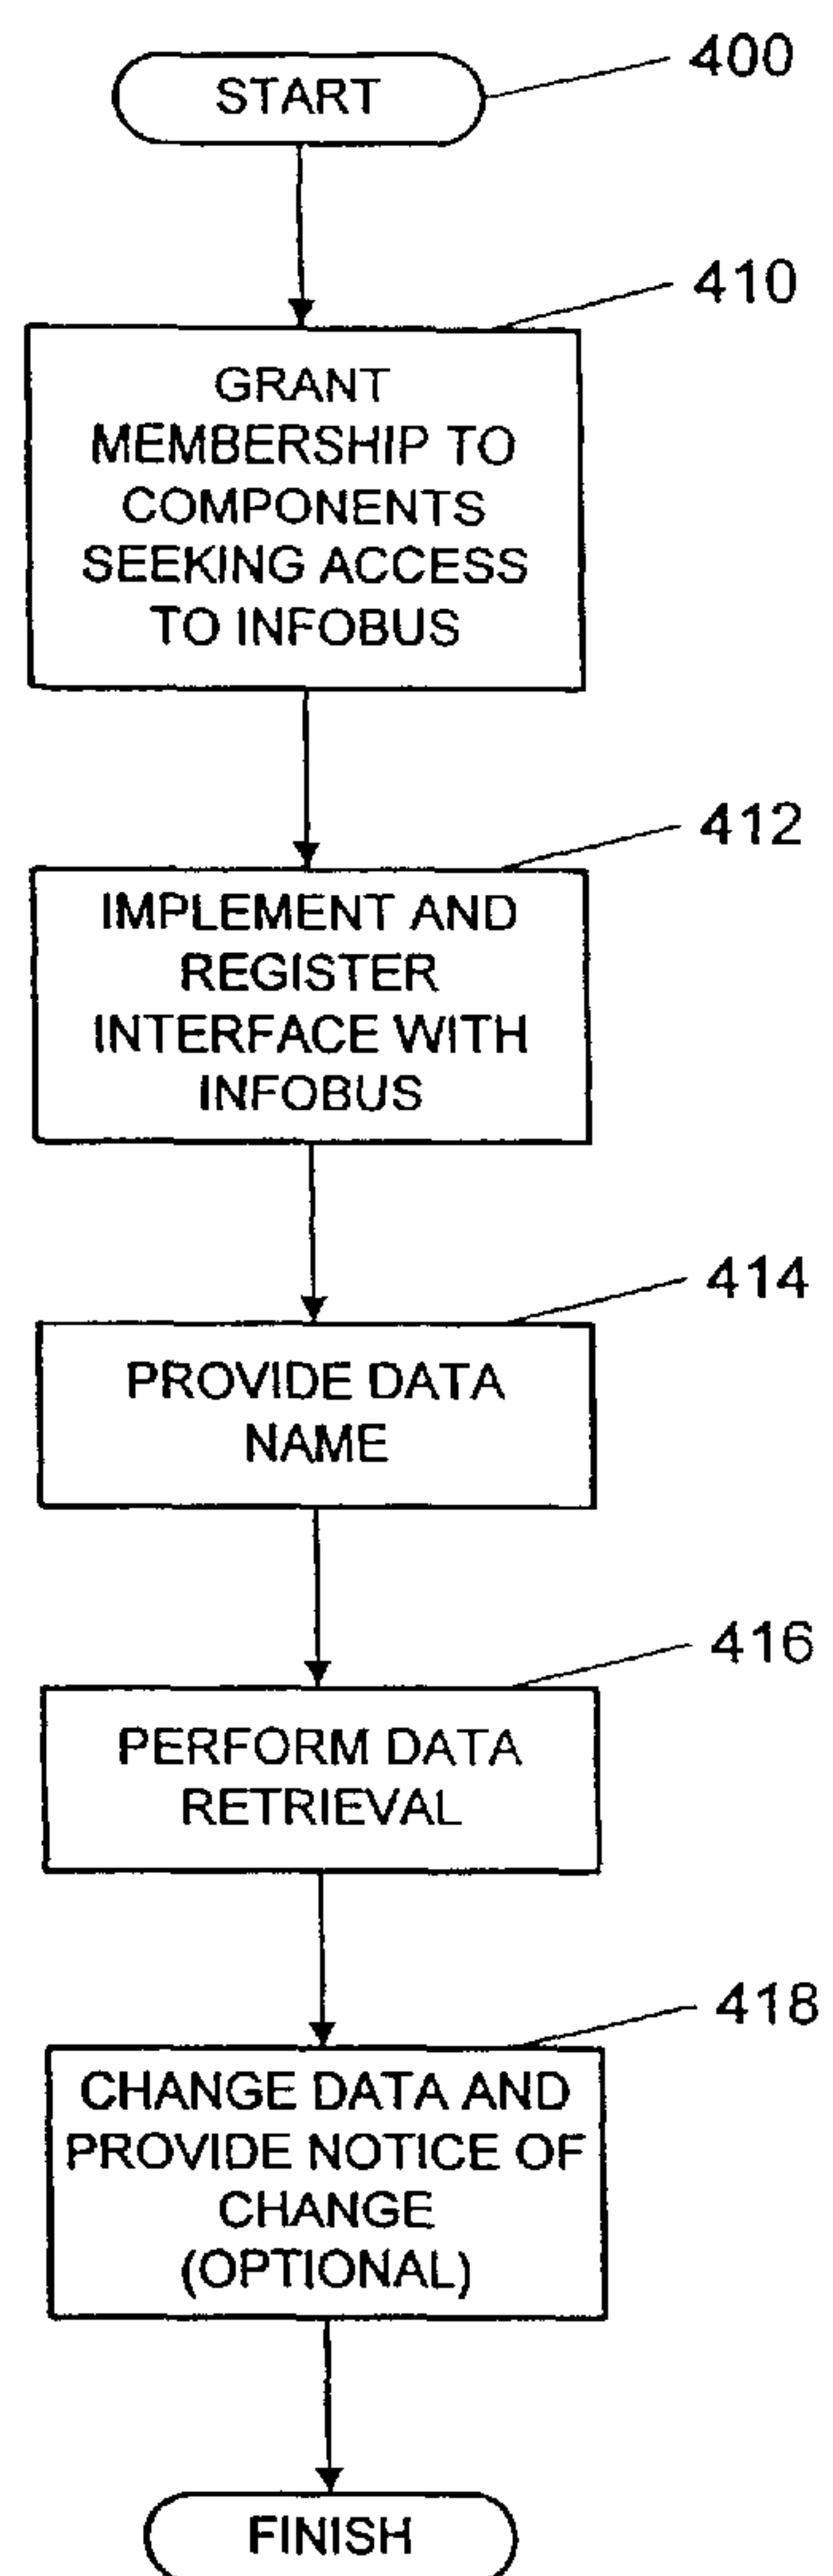 START
400
410
GRANT
MEMBERSHIP TO
COMPONENTS
SEEKING ACCESS
TO INFOBUS
412
IMPLEMENT AND
REGISTER
INTERFACE WITH
INFOBUS
414
PROVIDE DATA
NAME
416
PERFORM DATA
RETRIEVAL
418
CHANGE DATA AND
PROVIDE NOTICE OF
CHANGE
(OPTIONAL)
FINISH